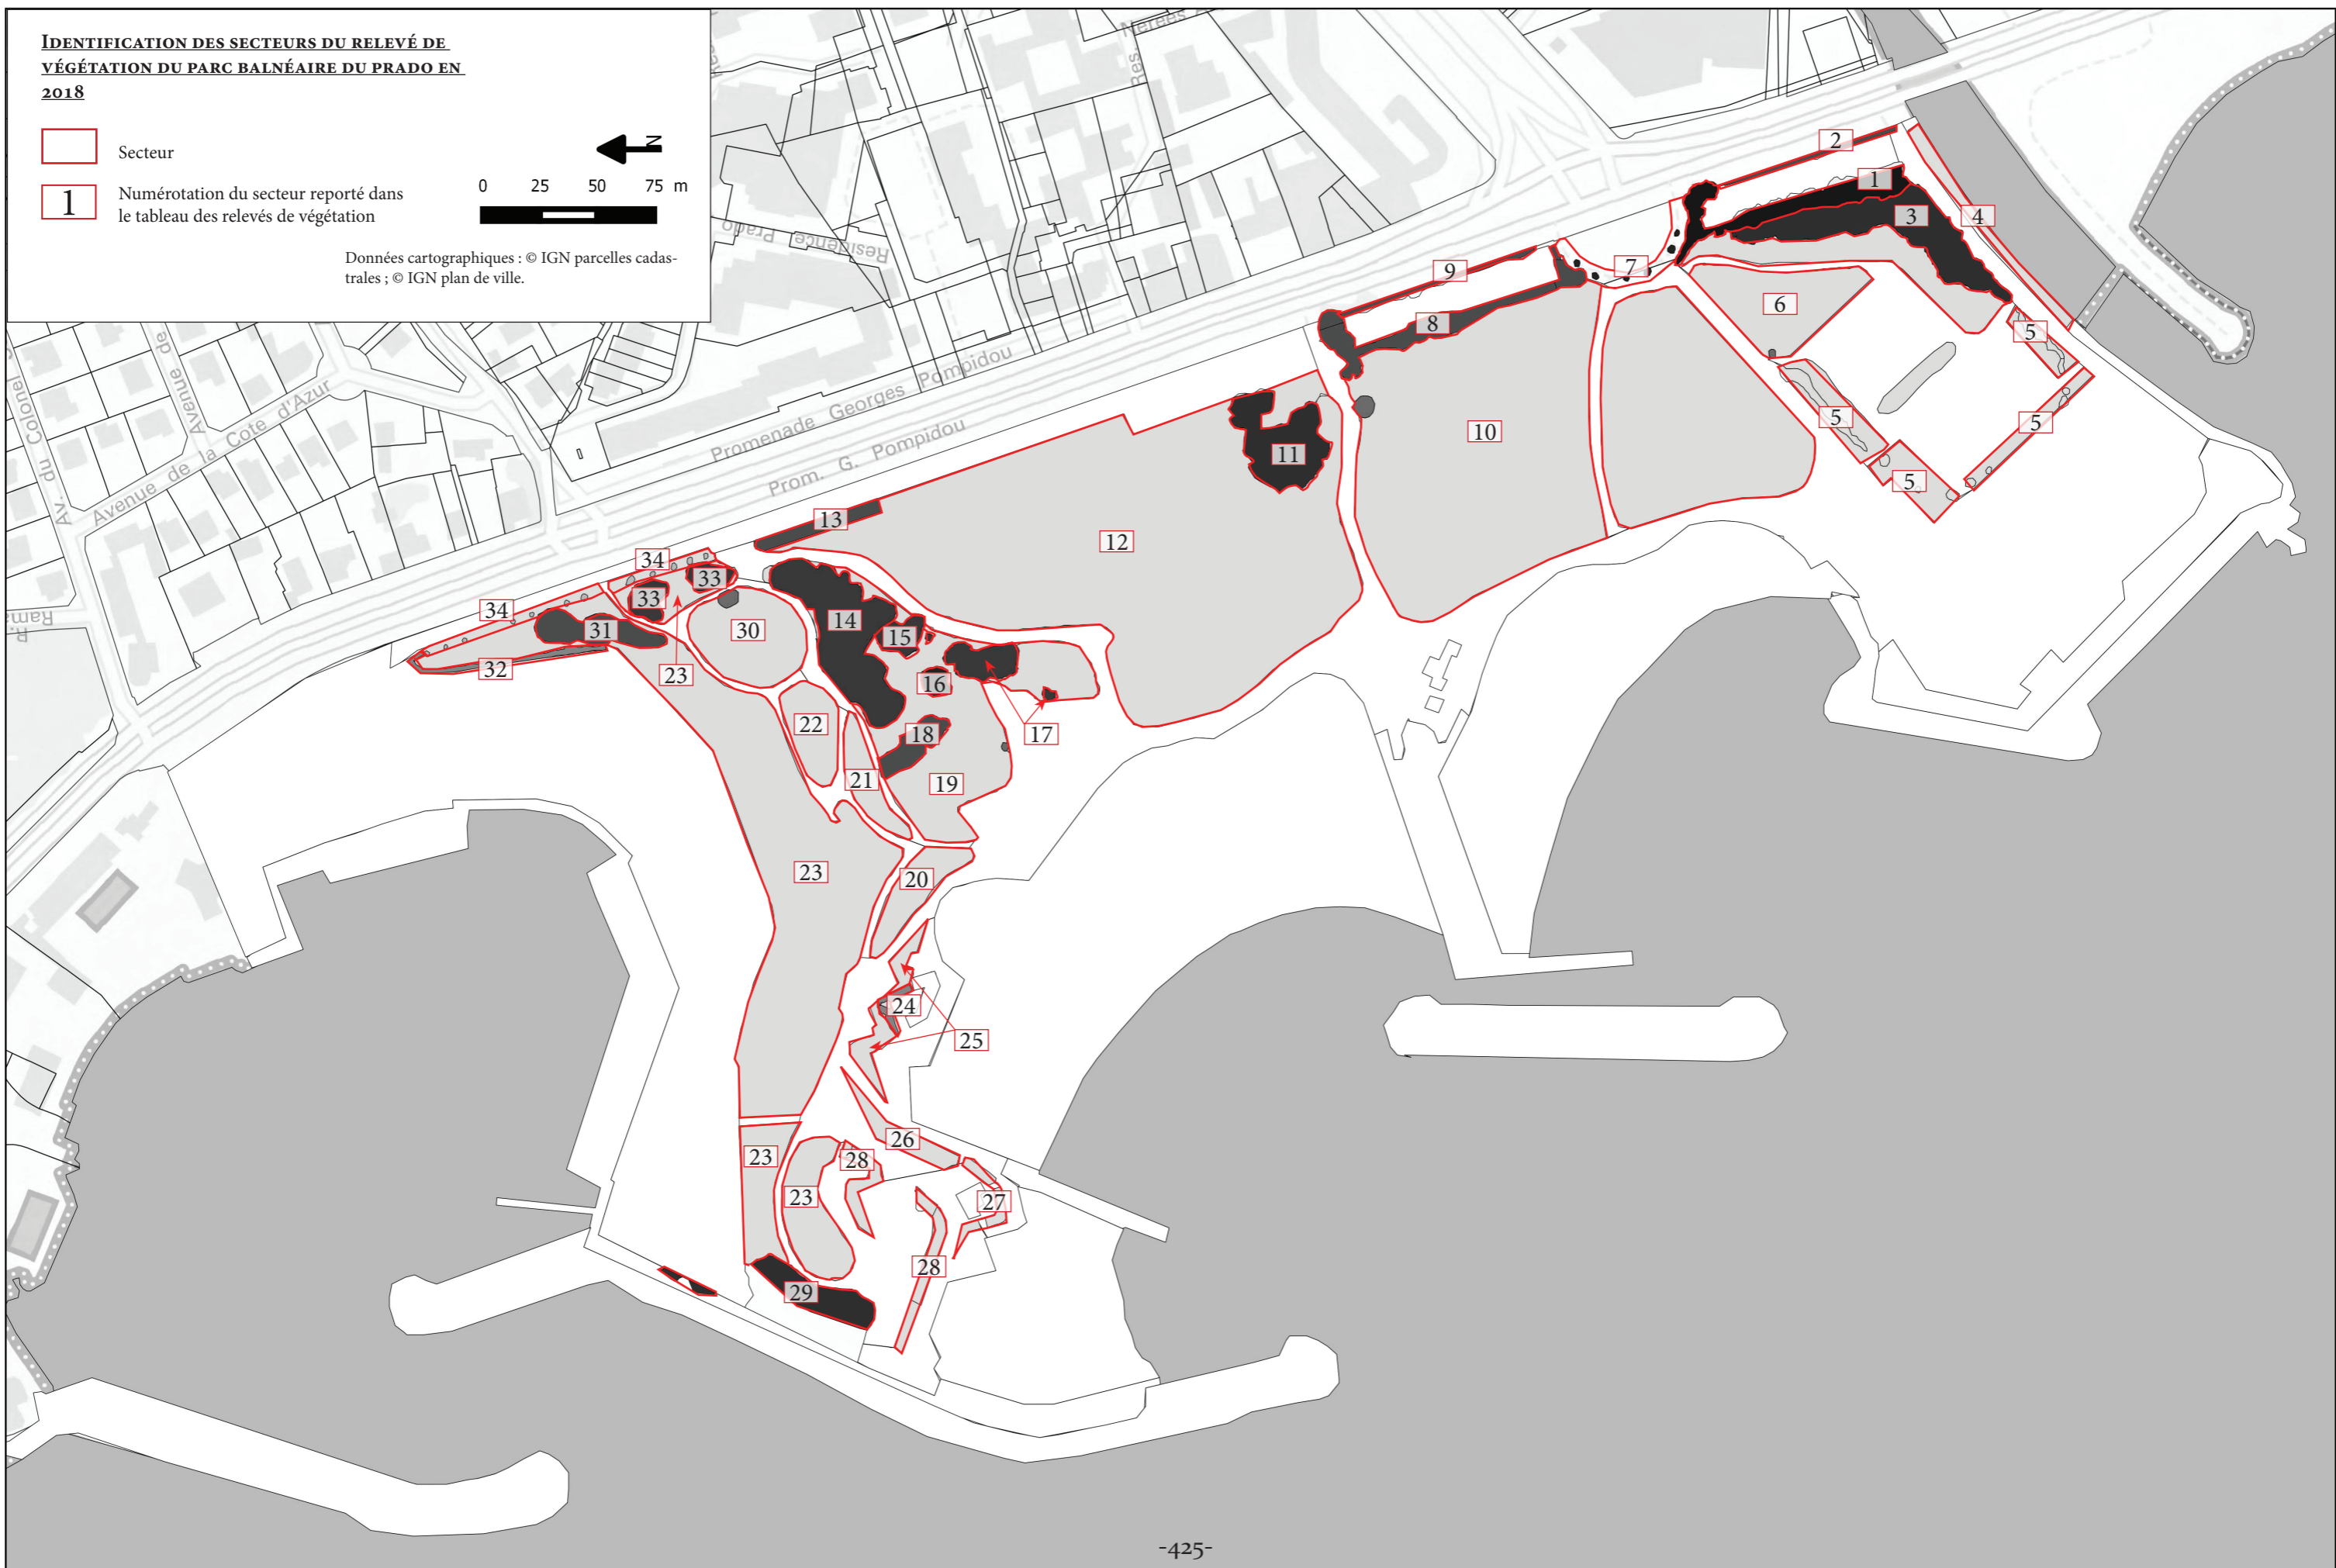 IDENTIFICATION DES SECTEURS DU RELEVÉ DE
VÉGÉTATION DU PARC BALNÉAIRE DU PRADO EN
2018
Secteur
1
Numérotation du secteur reporté dans
le tableau des relevés de végétation
N
0 25 50 75 m
Données cartographiques : © IGN parcelles cadas-
trales ; © IGN plan de ville.
Res. Nerées
Résidence Prado
Promenade Georges Pompidou
Prom. G. Pompidou
Avenue de
Avenue de la Cote d'Azur
Av. du Colonel
R. Rama
2
1
3
4
7
9
6
8
5
5
5
5
10
11
12
13
34
33
33
34
31
30
14
15
32
23
16
22
18
17
21
19
23
20
24
25
26
23
28
23
27
28
29
-425-